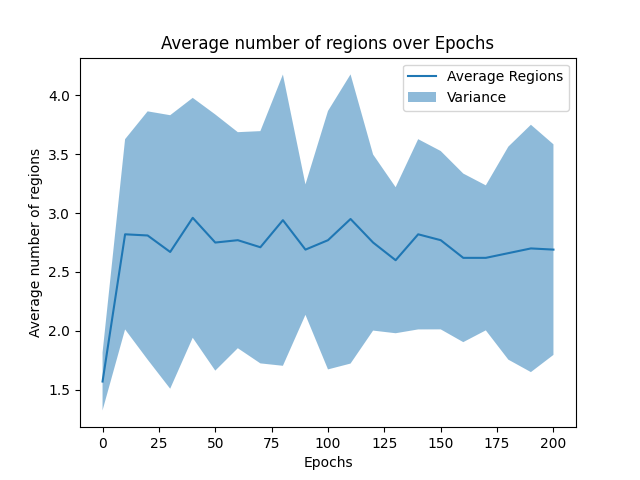 Average number of regions over Epochs
Average Regions
Variance
Average number of regions
4.0
3.5
3.0
2.5
2.0
1.5
0 25 50 75 100 125 150 175 200
Epochs